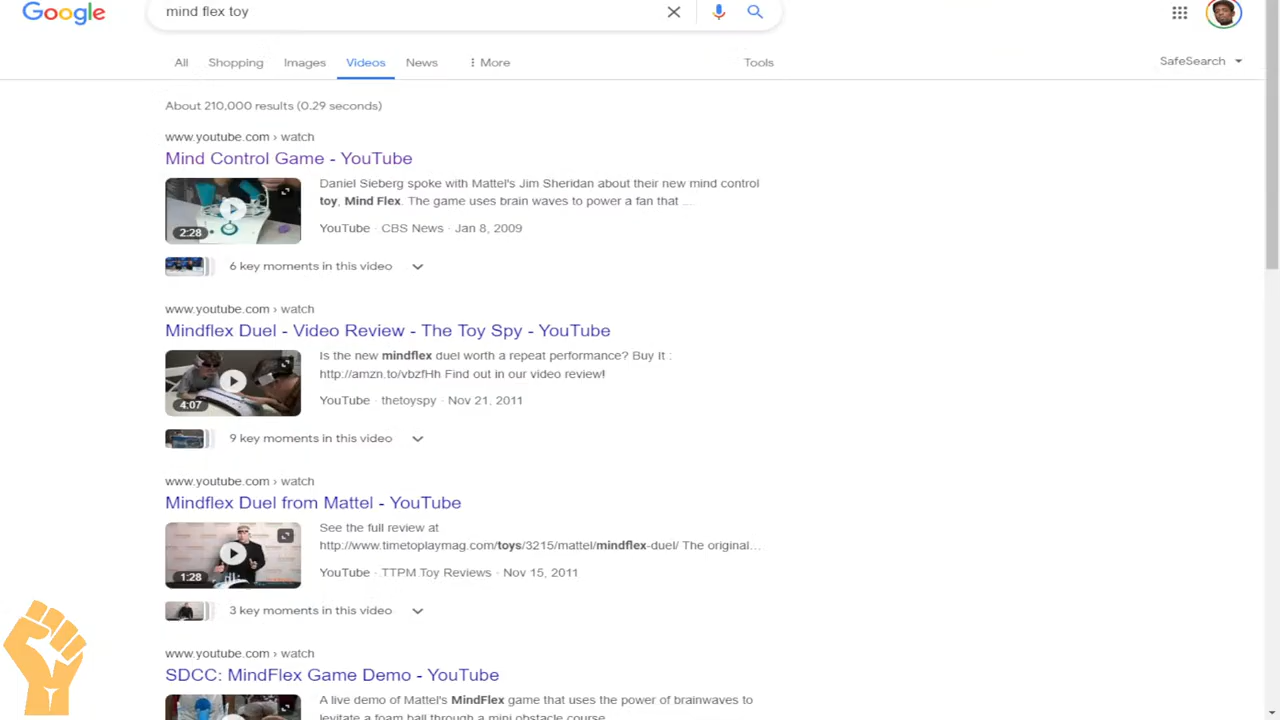 Google
mind flex toy
All Shopping Images Videos News More Tools SafeSearch
About 210,000 results (0.29 seconds)
www.youtube.com › watch
Mind Control Game - YouTube
Daniel Sieberg spoke with Mattel's Jim Sheridan about their new mind control
toy, Mind Flex. The game uses brain waves to power a fan that ...
2:28
YouTube · CBS News · Jan 8, 2009
6 key moments in this video
www.youtube.com › watch
Mindflex Duel - Video Review - The Toy Spy - YouTube
Is the new mindflex duel worth a repeat performance? Buy It :
http://amzn.to/vbzfHh Find out in our video review!
4:07
YouTube · thetoyspy · Nov 21, 2011
9 key moments in this video
www.youtube.com › watch
Mindflex Duel from Mattel - YouTube
See the full review at
http://www.timetoplaymag.com/toys/3215/mattel/mindflex-duel/ The original...
1:28
YouTube · TTPM Toy Reviews · Nov 15, 2011
3 key moments in this video
www.youtube.com › watch
SDCC: MindFlex Game Demo - YouTube
A live demo of Mattel's MindFlex game that uses the power of brainwaves to
levitate a foam ball through a mini obstacle course.